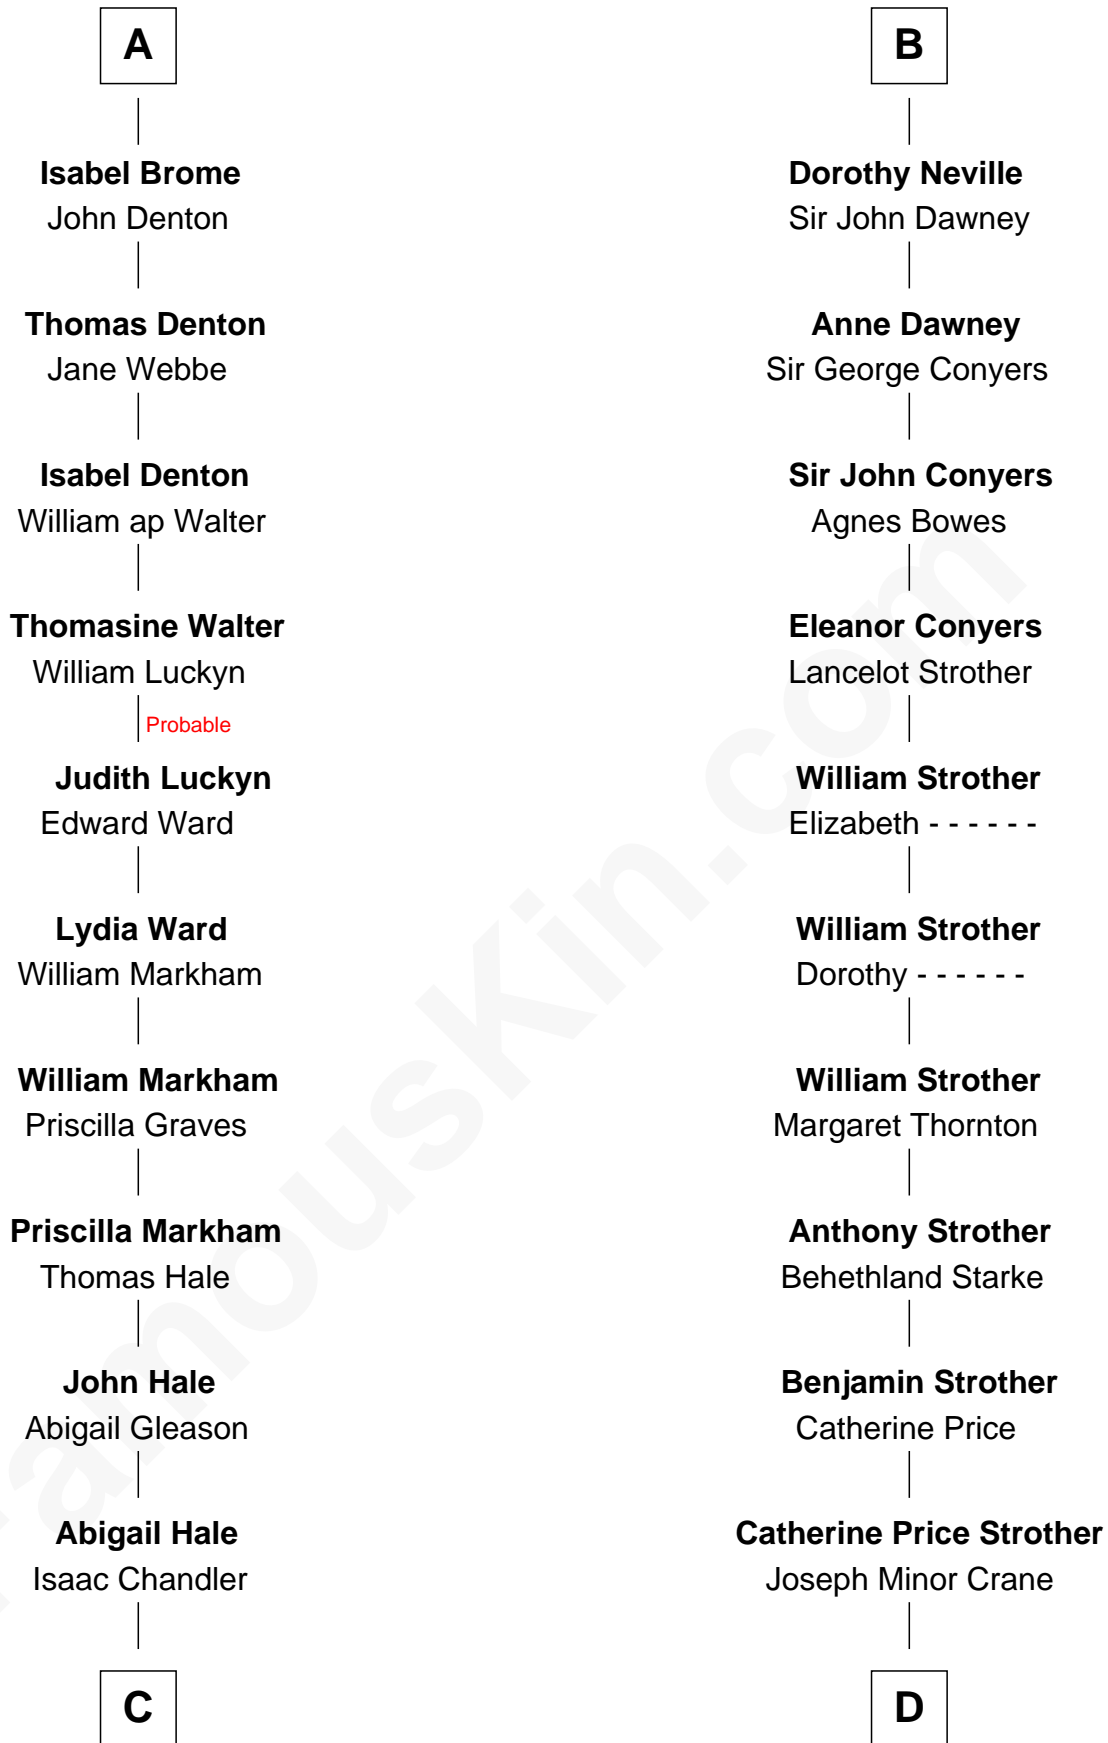 A
Isabel Brome
John Denton
Thomas Denton
Jane Webbe
Isabel Denton
William ap Walter
Thomasine Walter
William Luckyn
Probable
Judith Luckyn
Edward Ward
Lydia Ward
William Markham
William Markham
Priscilla Graves
Priscilla Markham
Thomas Hale
John Hale
Abigail Gleason
Abigail Hale
Isaac Chandler
C
B
Dorothy Neville
Sir John Dawney
Anne Dawney
Sir George Conyers
Sir John Conyers
Agnes Bowes
Eleanor Conyers
Lancelot Strother
William Strother
Elizabeth - - - - - -
William Strother
Dorothy - - - - - -
William Strother
Margaret Thornton
Anthony Strother
Behethland Starke
Benjamin Strother
Catherine Price
Catherine Price Strother
Joseph Minor Crane
D
FamousKin.com